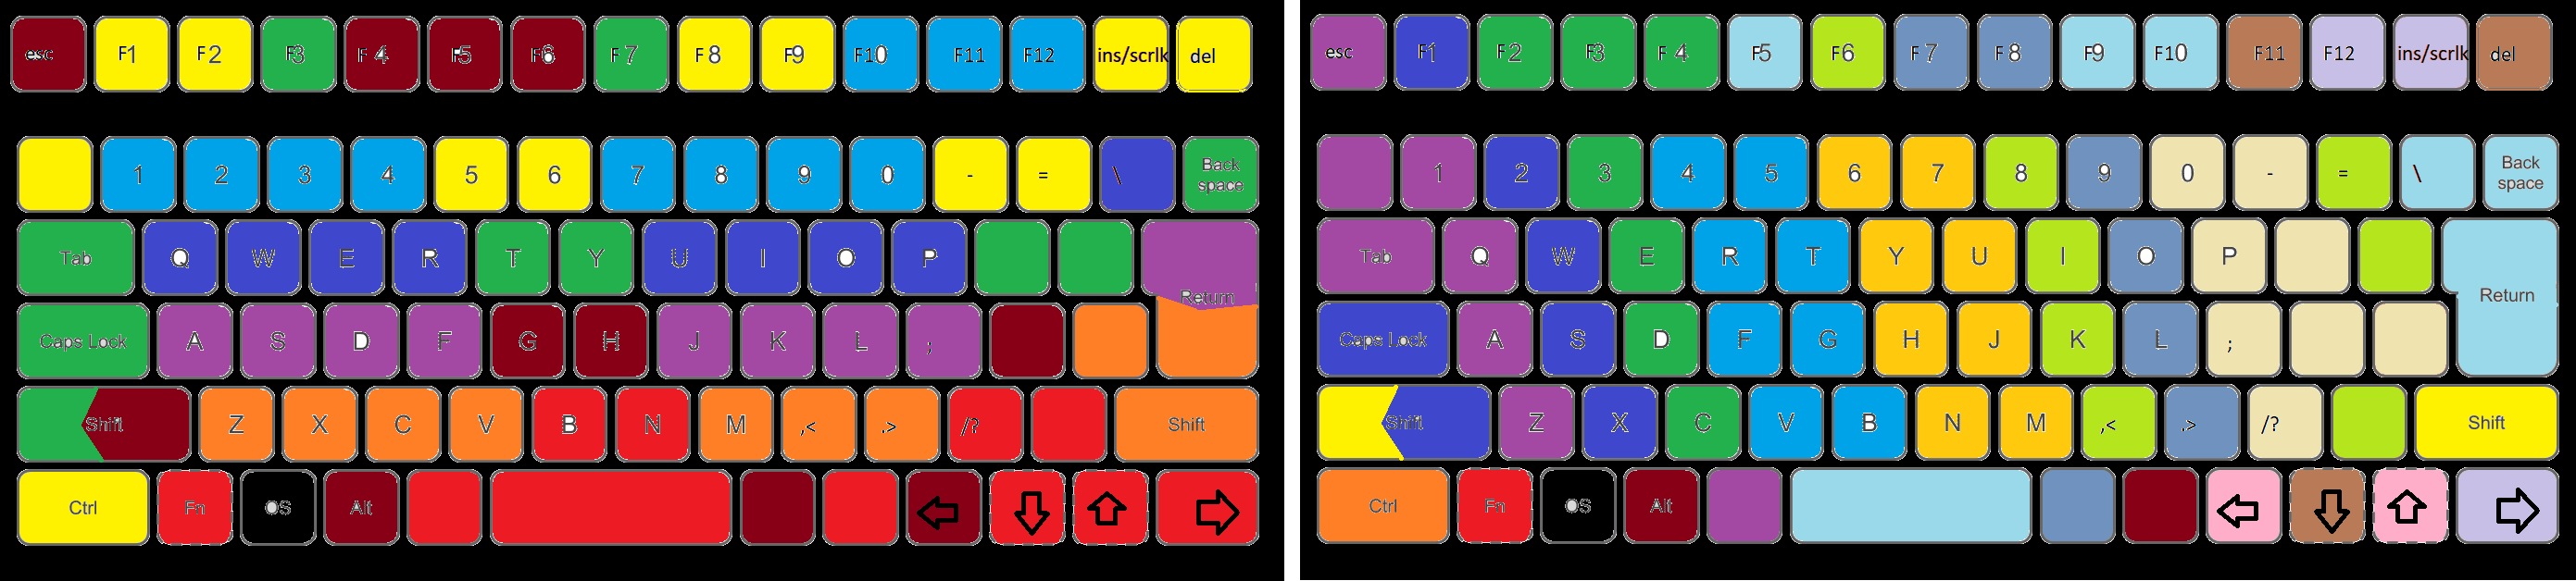 esc F1 F2 F3 F4 F5 F6 F7 F8 F9 F10 F11 F12 ins/scrlk del
1 2 3 4 5 6 7 8 9 0 - = \ Back space
Tab Q W E R T Y U I O P
Return
Caps Lock A S D F G H J K L ;
Shift Z X C V B N M ,< .> /? Shift
Ctrl Fn OS Alt
esc F1 F2 F3 F4 F5 F6 F7 F8 F9 F10 F11 F12 ins/scrlk del
1 2 3 4 5 6 7 8 9 0 - = \ Back space
Tab Q W E R T Y U I O P
Return
Caps Lock A S D F G H J K L ;
Shift Z X C V B N M ,< .> /? Shift
Ctrl Fn OS Alt